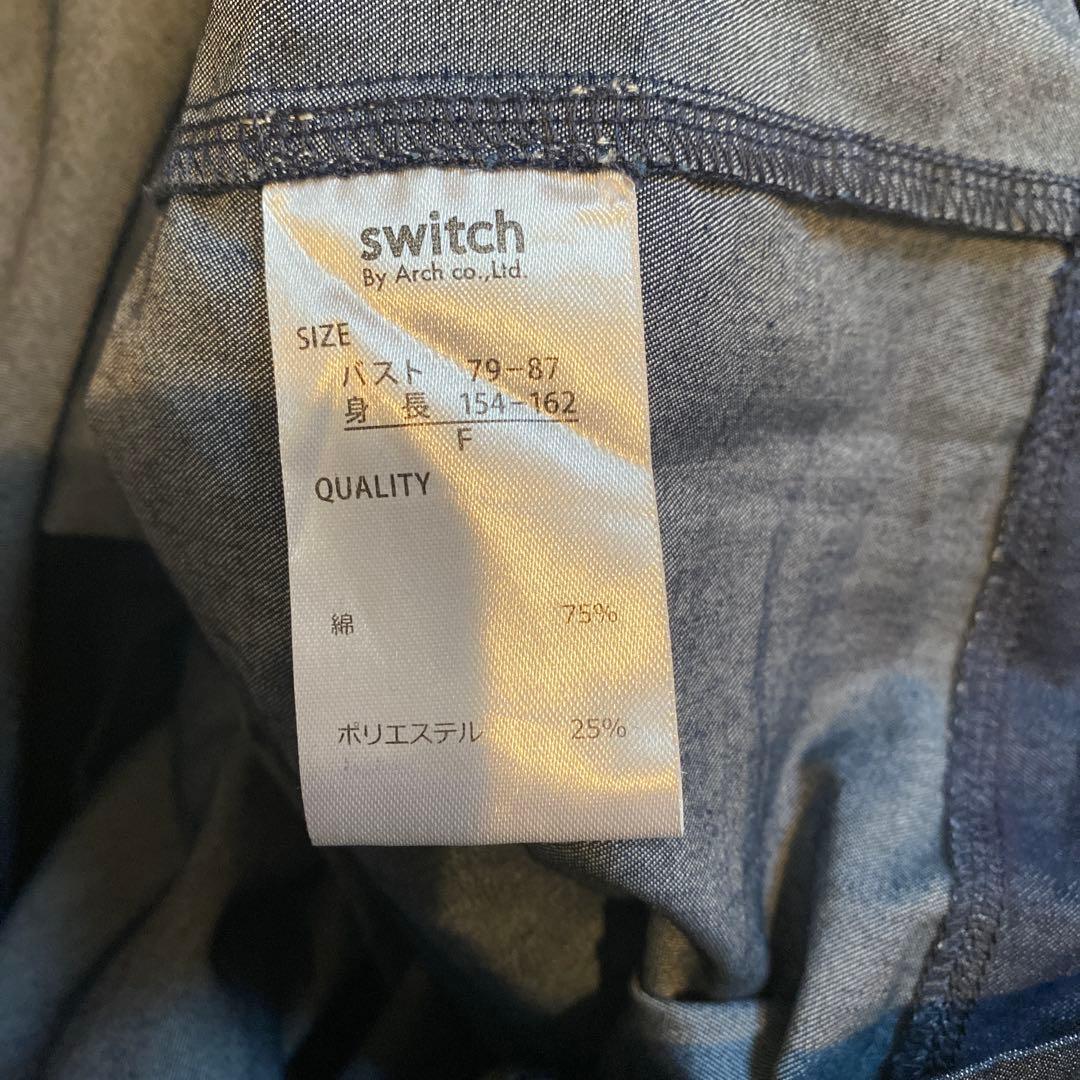 switch
By Arch co.,Ltd.
SIZE
バスト 79-87
身 長 154-162
F
QUALITY
綿 75%
ポリエステル 25%